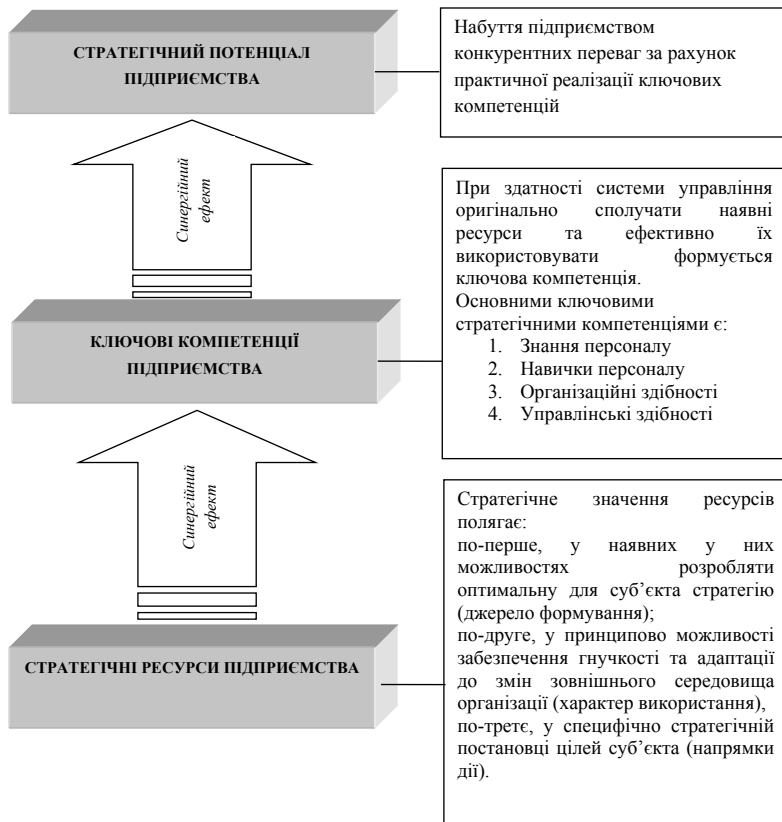 СТРАТЕГІЧНИЙ ПОТЕНЦІАЛ
ПІДПРИЄМСТВА
Набуття підприємством
конкурентних переваг за рахунок
практичної реалізації ключових
компетенцій
Синергійний
ефект
КЛЮЧОВІ КОМПЕТЕНЦІЇ
ПІДПРИЄМСТВА
При здатності системи управління
оригінально сполучати наявні
ресурси та ефективно їх
використовувати формується
ключова компетенція.
Основними ключовими
стратегічними компетенціями є:
1. Знання персоналу
2. Навички персоналу
3. Організаційні здібності
4. Управлінські здібності
Синергійний
ефект
СТРАТЕГІЧНІ РЕСУРСИ ПІДПРИЄМСТВА
Стратегічне значення ресурсів
полягає:
по-перше, у наявних у них
можливостях розробляти
оптимальну для суб’єкта стратегію
(джерело формування);
по-друге, у принципово можливості
забезпечення гнучкості та адаптації
до змін зовнішнього середовища
організації (характер використання),
по-третє, у специфічно стратегічній
постановці цілей суб’єкта (напрямки
дії).